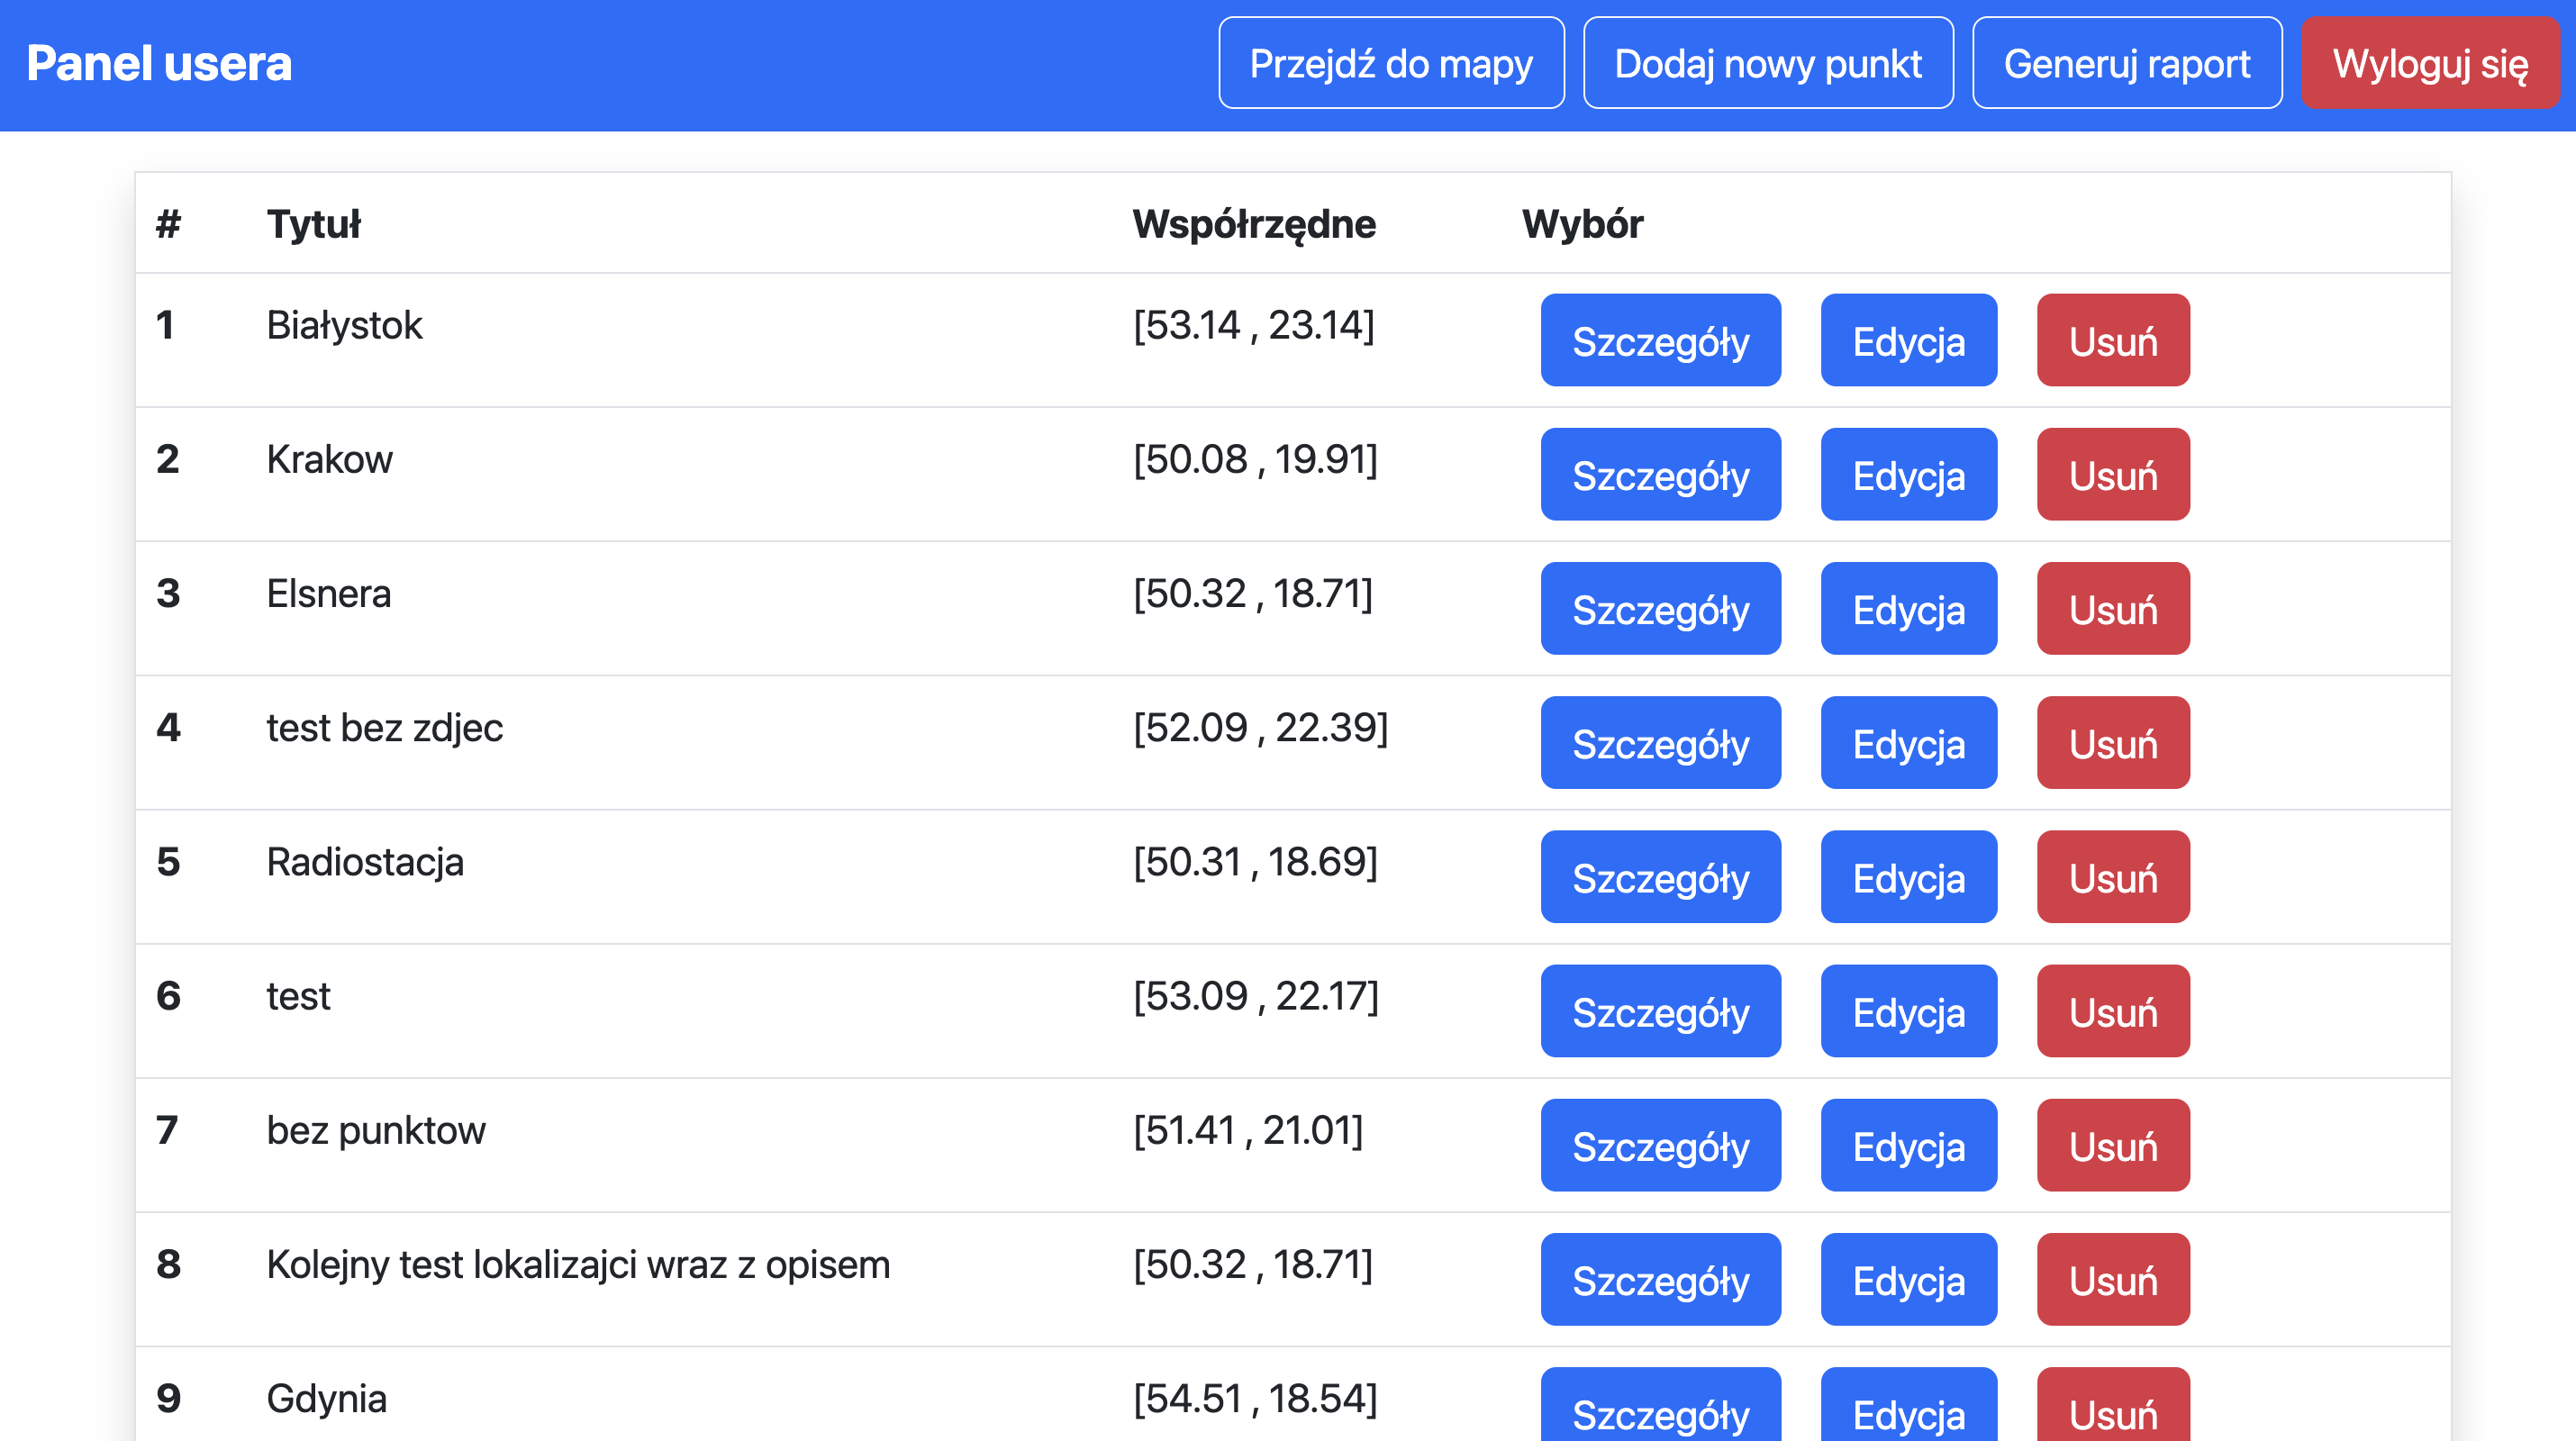 Panel usera Przejdź do mapy Dodaj nowy punkt Generuj raport Wyloguj się
# Tytuł Współrzędne Wybór
1 Białystok [53.14 , 23.14] Szczegóły Edycja Usuń
2 Krakow [50.08 , 19.91] Szczegóły Edycja Usuń
3 Elsnera [50.32 , 18.71] Szczegóły Edycja Usuń
4 test bez zdjec [52.09 , 22.39] Szczegóły Edycja Usuń
5 Radiostacja [50.31 , 18.69] Szczegóły Edycja Usuń
6 test [53.09 , 22.17] Szczegóły Edycja Usuń
7 bez punktow [51.41 , 21.01] Szczegóły Edycja Usuń
8 Kolejny test lokalizajci wraz z opisem [50.32 , 18.71] Szczegóły Edycja Usuń
9 Gdynia [54.51 , 18.54] Szczegóły Edycja Usuń